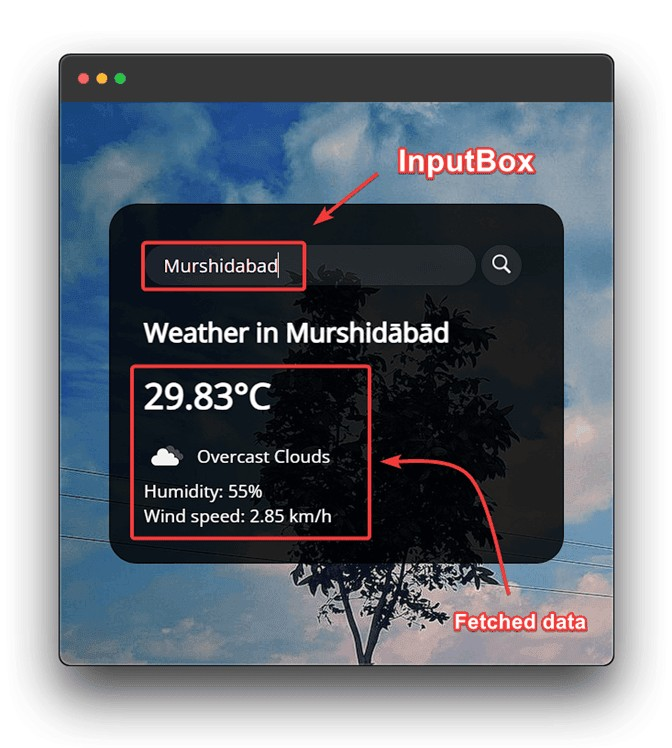 InputBox
Murshidabad
Weather in Murshidābād
29.83°C
Overcast Clouds
Humidity: 55%
Wind speed: 2.85 km/h
Fetched data